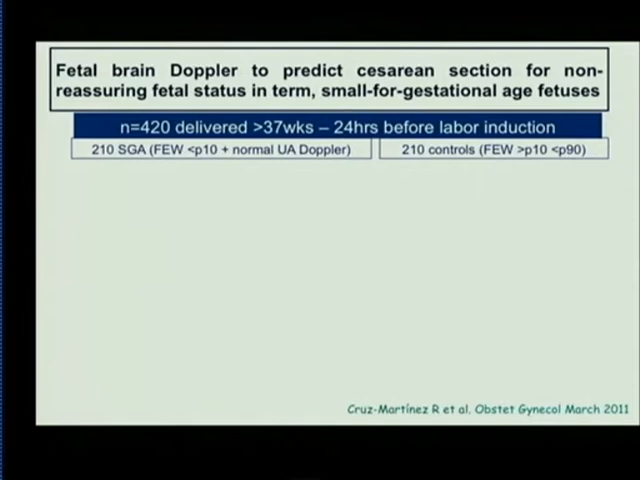 Fetal brain Doppler to predict cesarean section for non-
reassuring fetal status in term, small-for-gestational age fetuses
n=420 delivered >37wks – 24hrs before labor induction
210 SGA (FEW <p10 + normal UA Doppler)
210 controls (FEW >p10 <p90)
Cruz-Martínez R et al. Obstet Gynecol March 2011